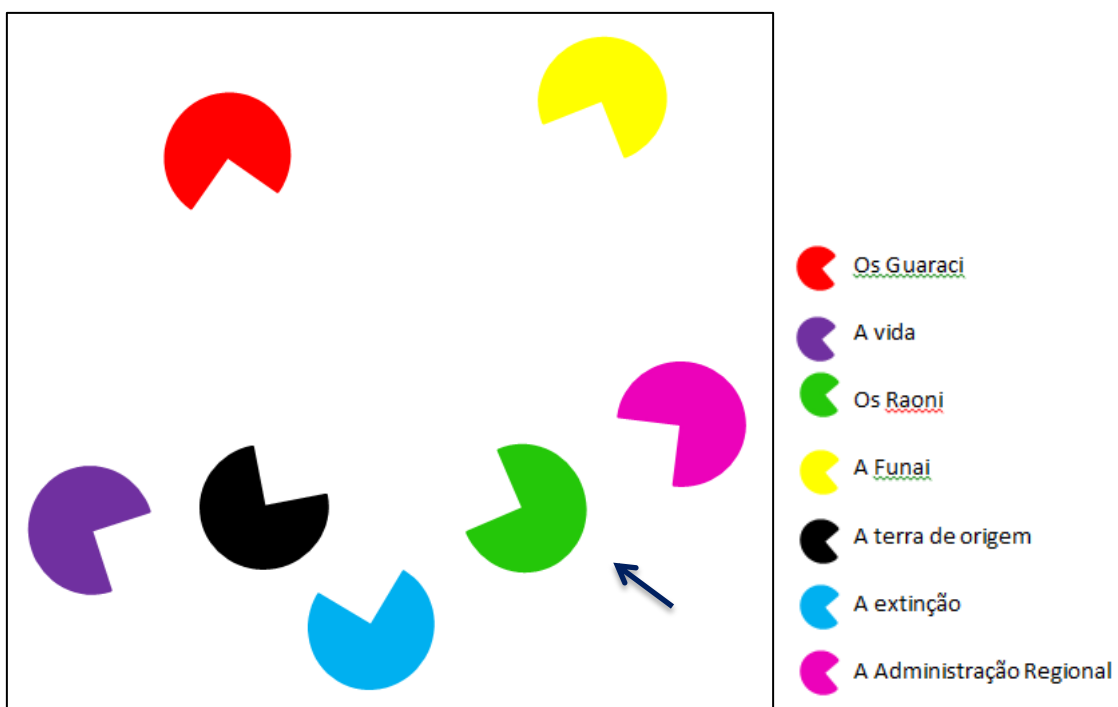 Os Guaraci
A vida
Os Raoni
A Funai
A terra de origem
A extinção
A Administração Regional